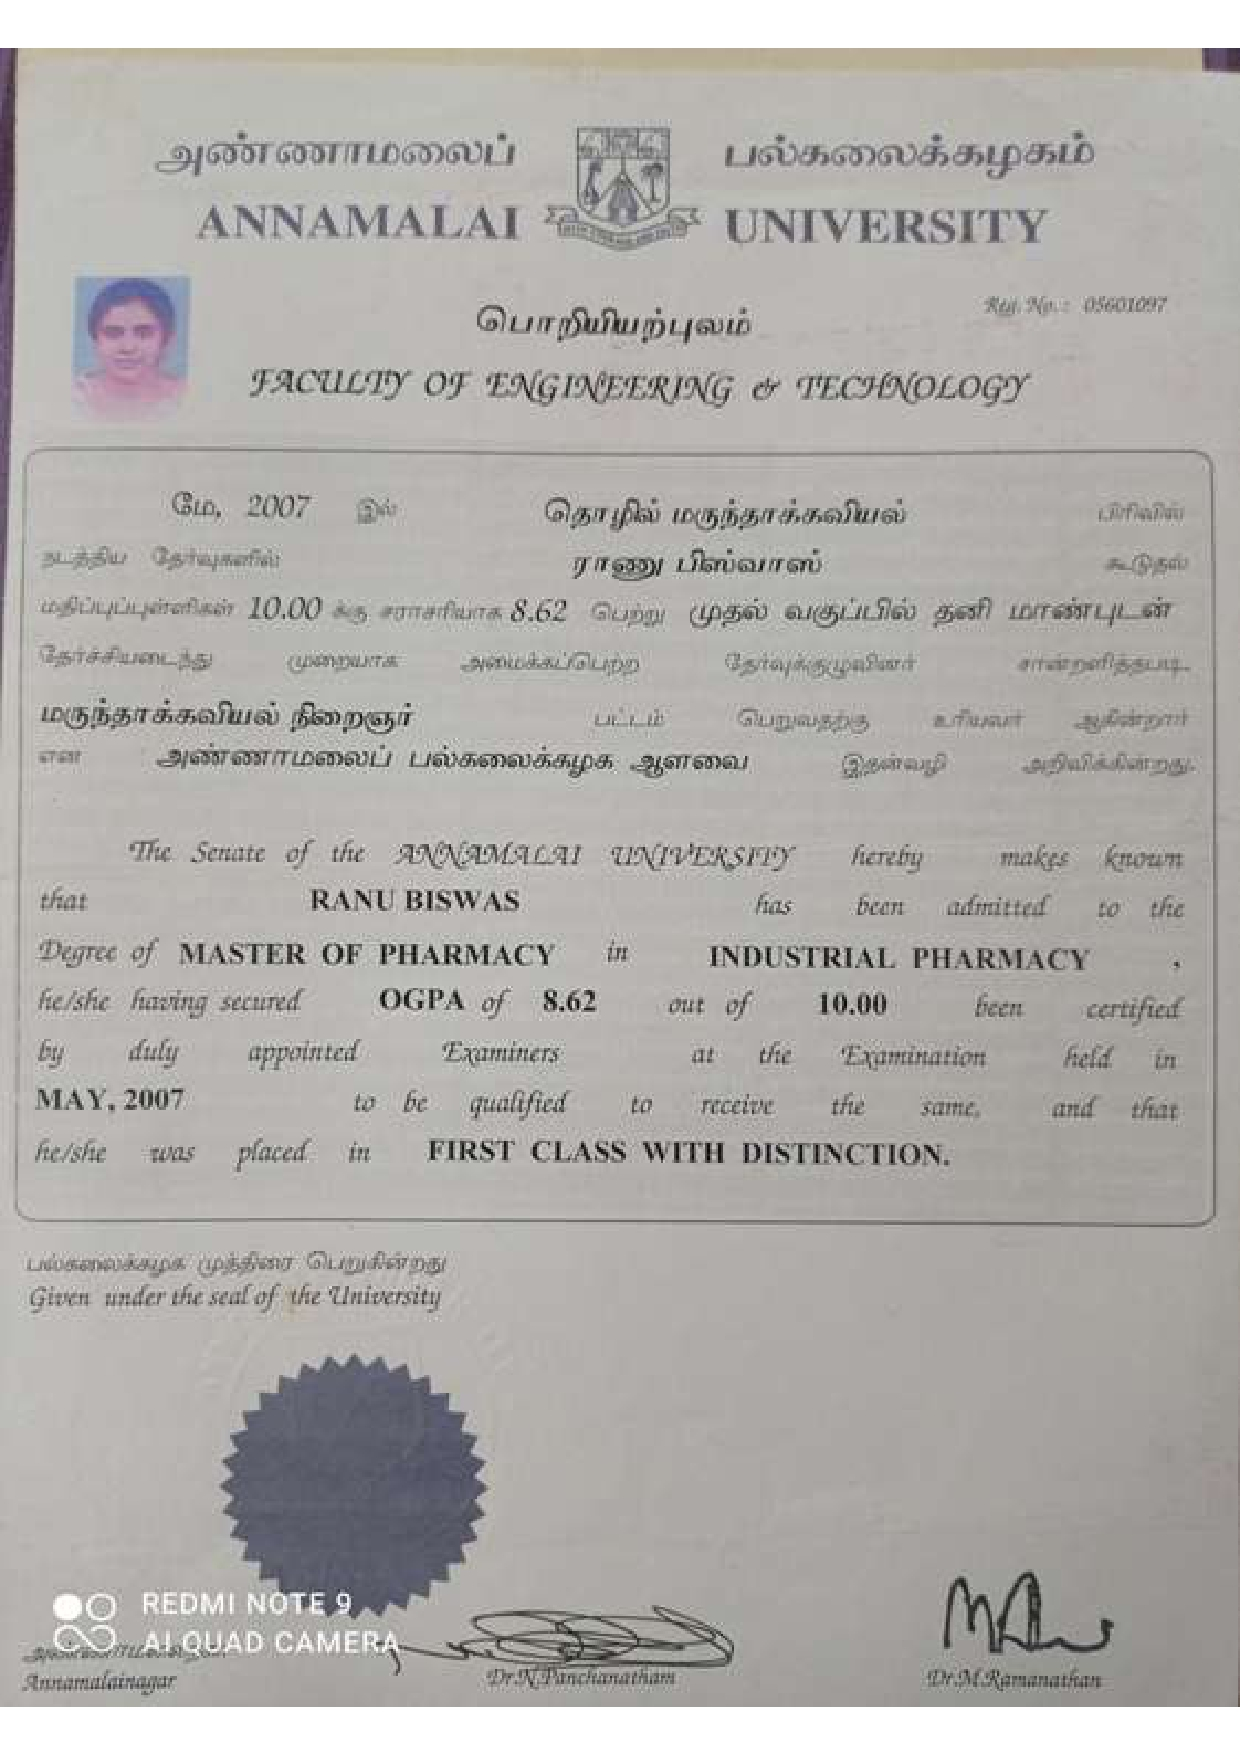 அண்ணாமலைப் பல்கலைக்கழகம்
ANNAMALAI UNIVERSITY
Reg. No. : 05601097
பொறியியற்புலம்
FACULTY OF ENGINEERING & TECHNOLOGY
மே, 2007 இல் தொழில் மருந்தாக்கவியல் பிரிவில்
நடத்திய தேர்வுகளில் ராணு பிஸ்வாஸ் கூடுதல்
மதிப்புப்புள்ளிகள் 10.00 க்கு சராசரியாக 8.62 பெற்று முதல் வகுப்பில் தனி மாண்புடன்
தேர்ச்சியடைந்து முறையாக அமைக்கப்பெற்ற தேர்வுக்குழுவினர் சான்றளித்தபடி,
மருந்தாக்கவியல் நிறைஞர் பட்டம் பெறுவதற்கு உரியவர் ஆகின்றார்
என அண்ணாமலைப் பல்கலைக்கழக ஆளவை இதன்வழி அறிவிக்கின்றது.
The Senate of the ANNAMALAI UNIVERSITY hereby makes known
that RANU BISWAS has been admitted to the
Degree of MASTER OF PHARMACY in INDUSTRIAL PHARMACY ,
he/she having secured OGPA of 8.62 out of 10.00 been certified
by duly appointed Examiners at the Examination held in
MAY, 2007 to be qualified to receive the same, and that
he/she was placed in FIRST CLASS WITH DISTINCTION.
பல்கலைக்கழக முத்திரை பெறுகின்றது
Given under the seal of the University
REDMI NOTE 9
AI QUAD CAMERA
Annamalainagar Dr.N.Panchanatham Dr.M.Ramanathan